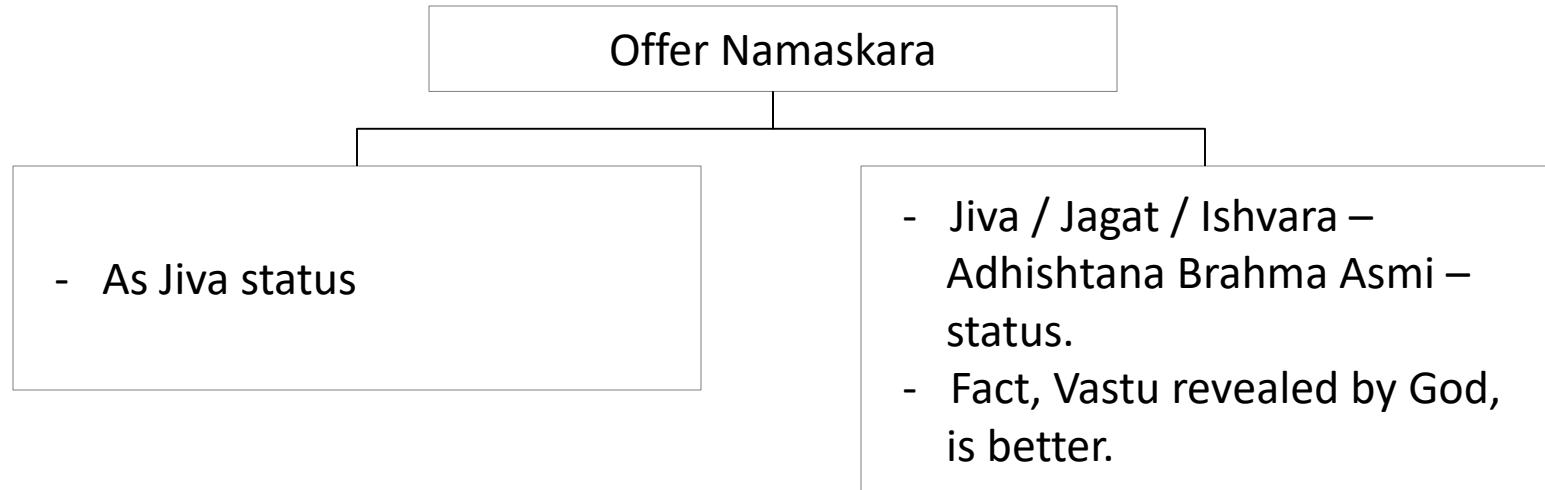 Offer Namaskara
- As Jiva status
- Jiva / Jagat / Ishvara –
Adhishtana Brahma Asmi –
status.
- Fact, Vastu revealed by God,
is better.